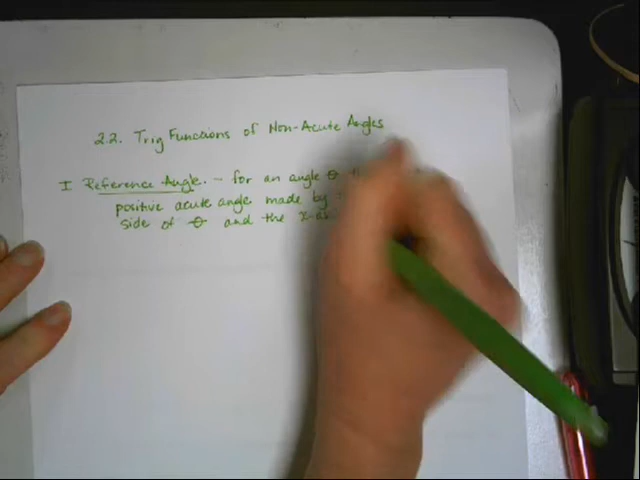 2.2. Trig Functions of Non-Acute Angles
I Reference Angle. - for an angle θ
positive acute angle made by
side of θ and the x-